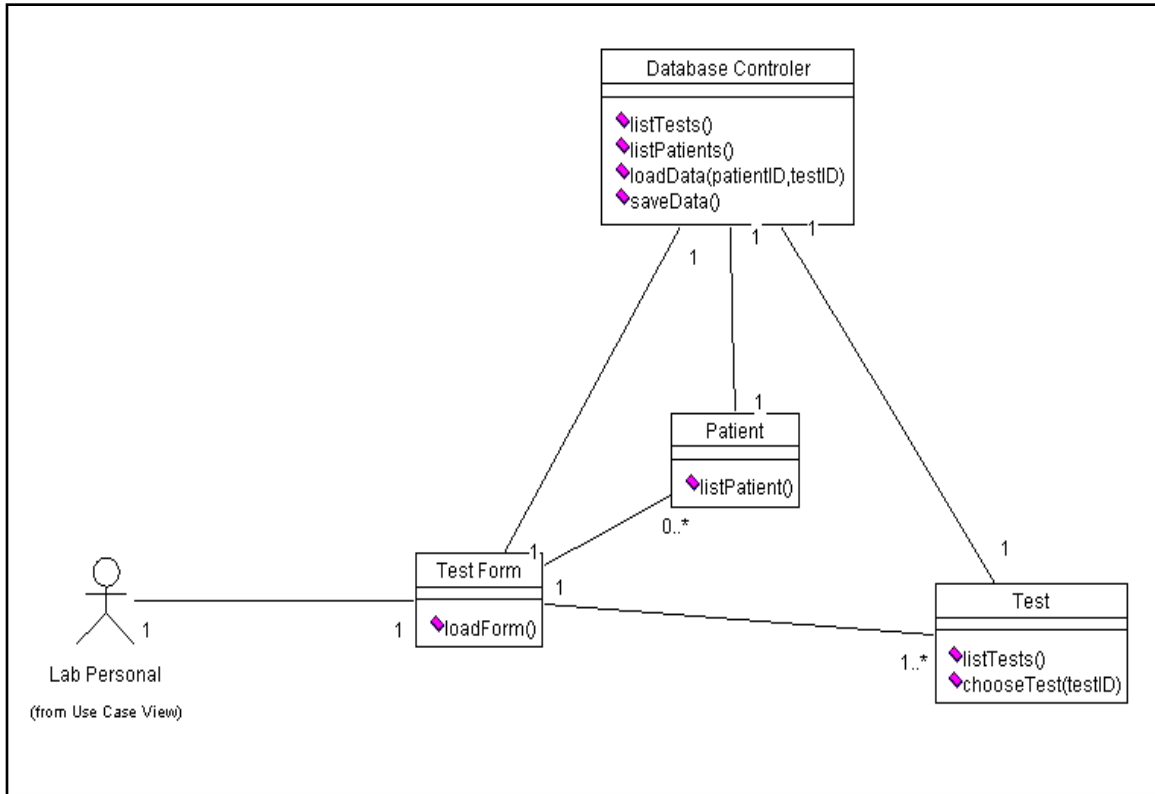 Database Controler
listTests()
listPatients()
loadData(patientID,testID)
saveData()
1
1
1
1
Patient
listPatient()
0..*
1
1
Test Form
loadForm()
1
1
Lab Personal
(from Use Case View)
1
Test
1..*
listTests()
chooseTest(testID)